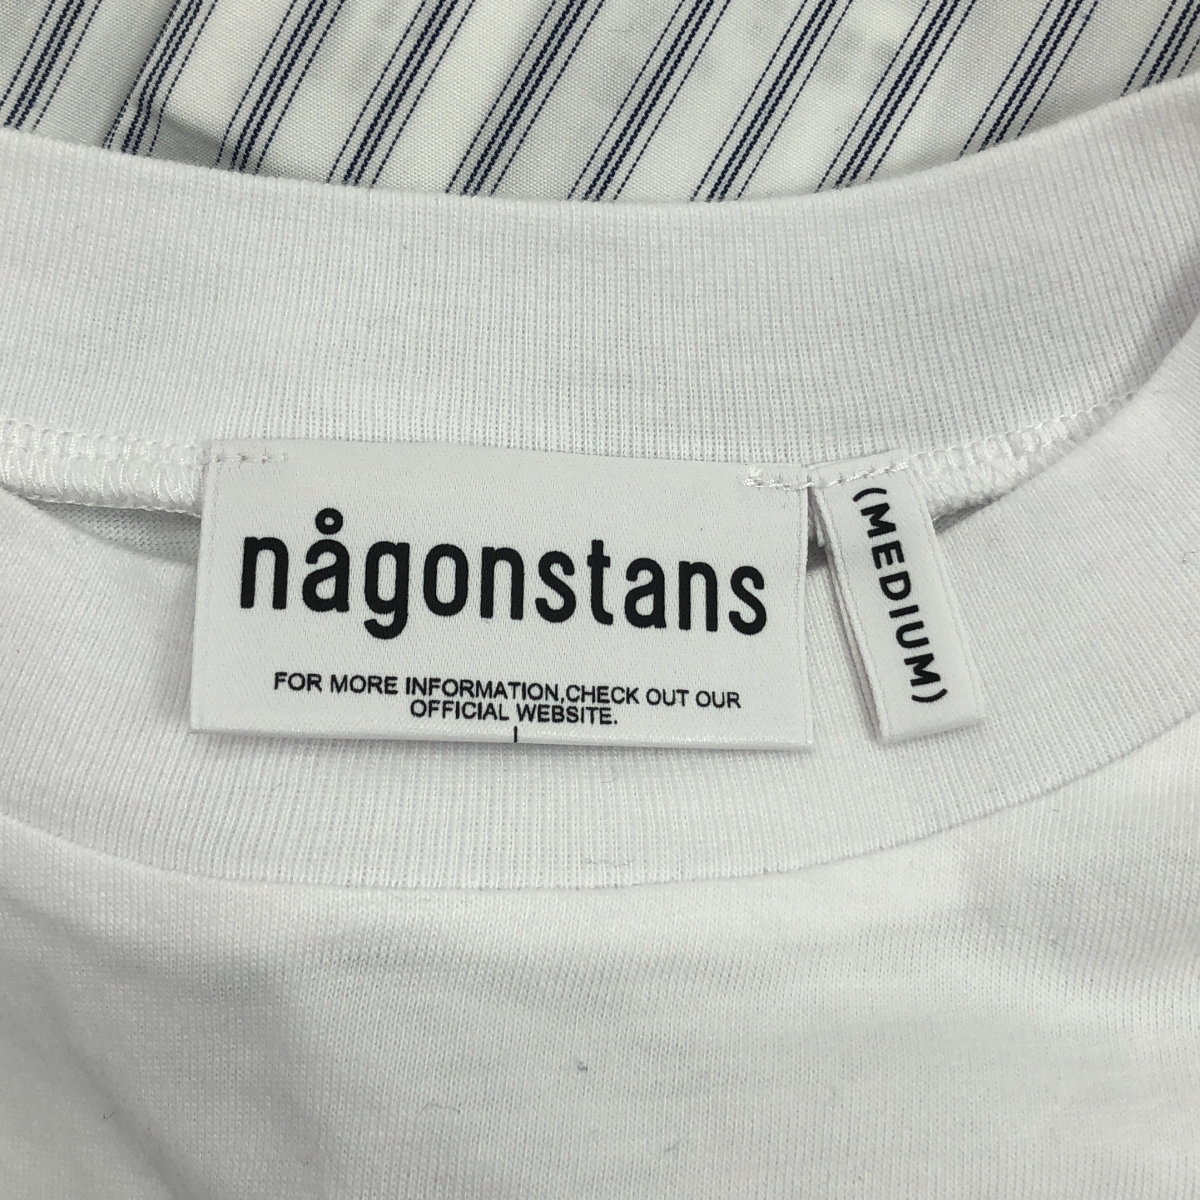 någonstans
FOR MORE INFORMATION,CHECK OUT OUR
OFFICIAL WEBSITE.
(MEDIUM)